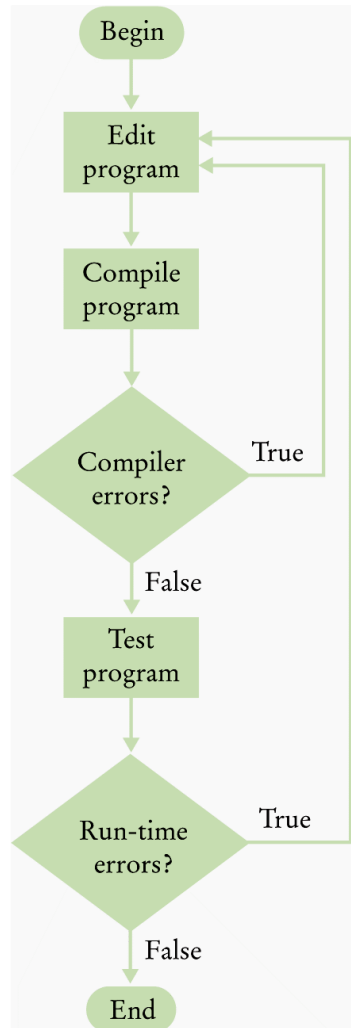 Begin
Edit
program
Compile
program
Compiler
errors?
True
False
Test
program
Run-time
errors?
True
False
End